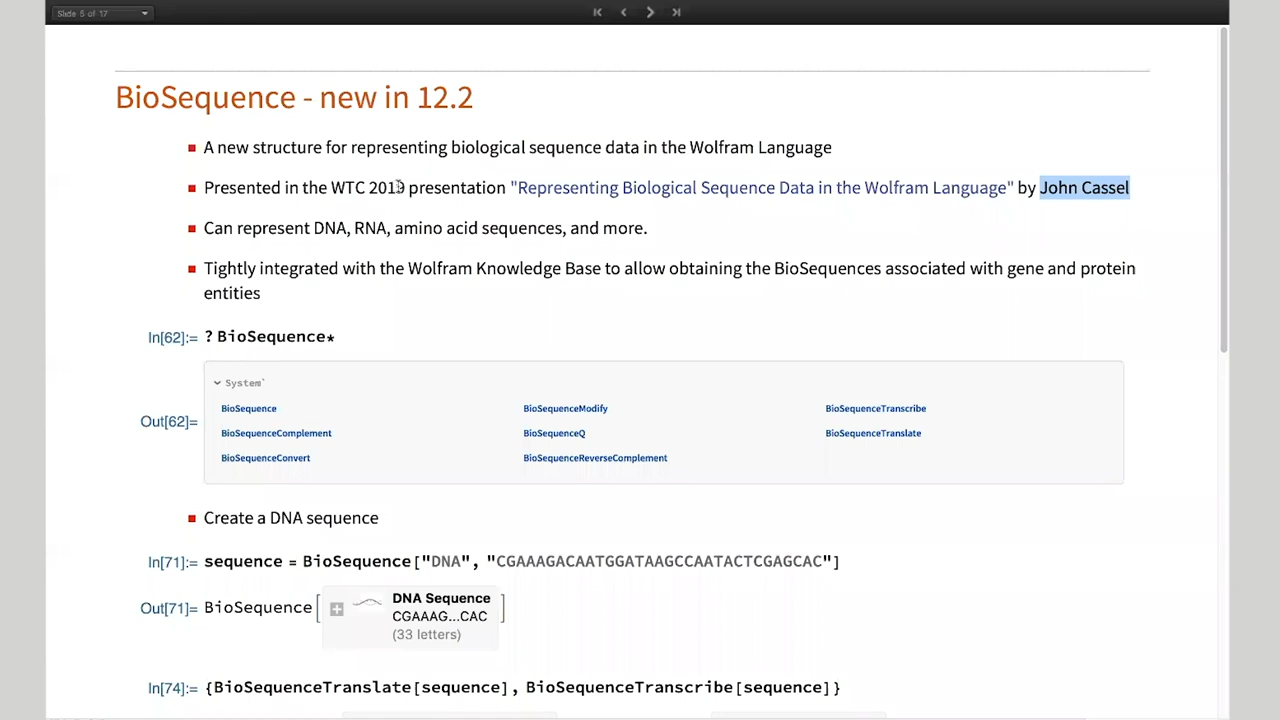 Slide 5 of 17
BioSequence - new in 12.2
A new structure for representing biological sequence data in the Wolfram Language
Presented in the WTC 2019 presentation "Representing Biological Sequence Data in the Wolfram Language" by John Cassel
Can represent DNA, RNA, amino acid sequences, and more.
Tightly integrated with the Wolfram Knowledge Base to allow obtaining the BioSequences associated with gene and protein
entities
In[62]:= ? BioSequence*
System`
Out[62]=
BioSequence BioSequenceModify BioSequenceTranscribe
BioSequenceComplement BioSequenceQ BioSequenceTranslate
BioSequenceConvert BioSequenceReverseComplement
Create a DNA sequence
In[71]:= sequence = BioSequence["DNA", "CGAAAGACAATGGATAAGCCAATACTCGAGCAC"]
Out[71]= BioSequence[
DNA Sequence
CGAAAG...CAC
(33 letters)
]
In[74]:= {BioSequenceTranslate[sequence], BioSequenceTranscribe[sequence]}